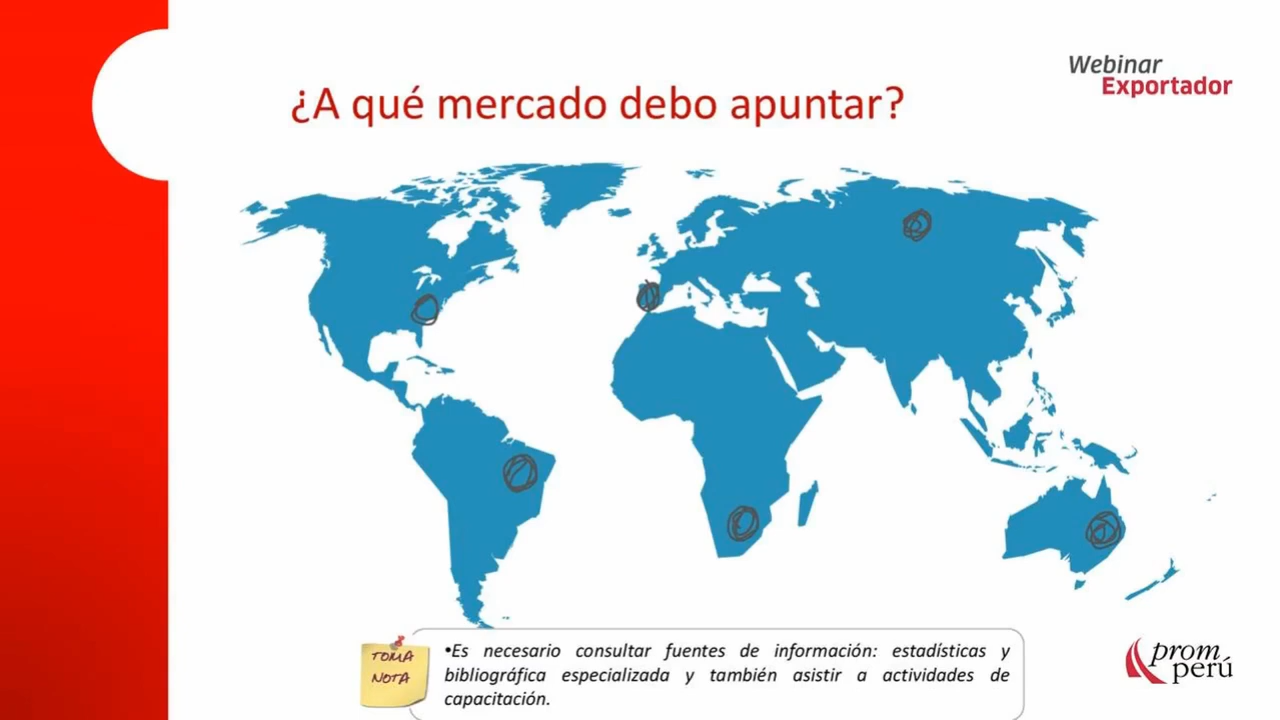 Webinar
Exportador
¿A qué mercado debo apuntar?
TOMA
NOTA
•Es necesario consultar fuentes de información: estadísticas y
bibliográfica especializada y también asistir a actividades de
capacitación.
prom
perú